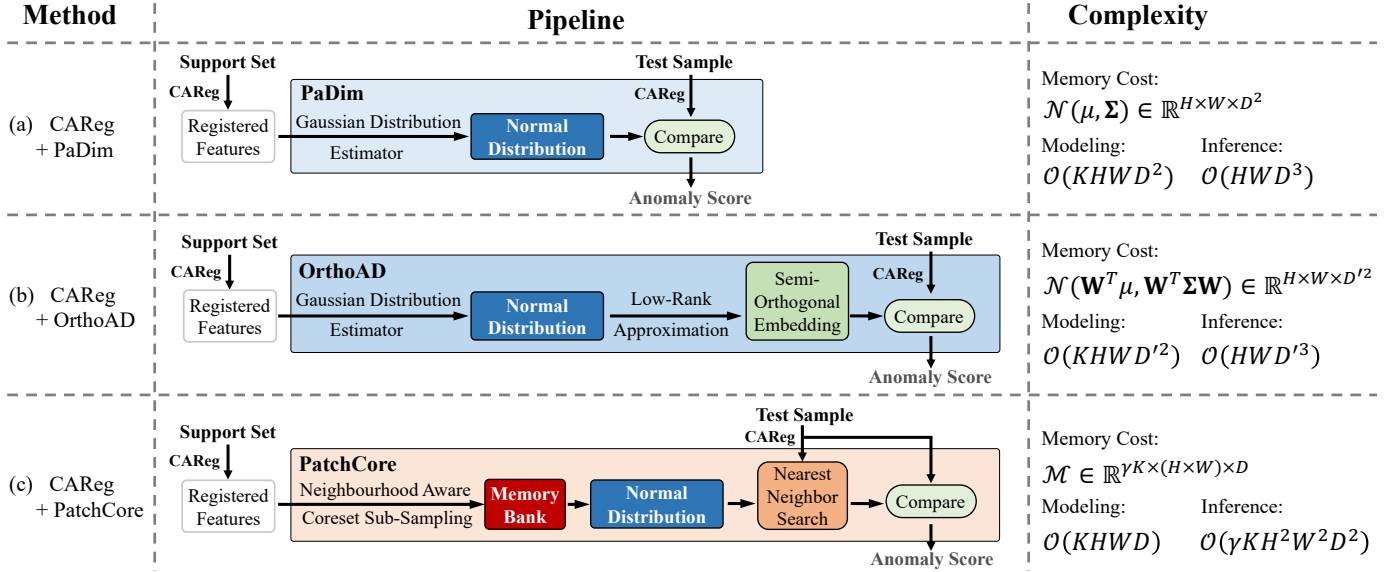 Method
Pipeline
Complexity
(a) CAReg
+ PaDim
Support Set
CAReg
Registered
Features
PaDim
Gaussian Distribution
Estimator
Normal
Distribution
Test Sample
CAReg
Compare
Anomaly Score
Memory Cost:
𝒩(μ, Σ) ∈ ℝ^{H×W×D^2}
Modeling: Inference:
𝒪(KHWD^2) 𝒪(HWD^3)
(b) CAReg
+ OrthoAD
Support Set
CAReg
Registered
Features
OrthoAD
Gaussian Distribution
Estimator
Normal
Distribution
Low-Rank
Approximation
Semi-
Orthogonal
Embedding
Test Sample
CAReg
Compare
Anomaly Score
Memory Cost:
𝒩(W^T μ, W^T ΣW) ∈ ℝ^{H×W×D′^2}
Modeling: Inference:
𝒪(KHWD′^2) 𝒪(HWD′^3)
(c) CAReg
+ PatchCore
Support Set
CAReg
Registered
Features
PatchCore
Neighbourhood Aware
Coreset Sub-Sampling
Memory
Bank
Normal
Distribution
Test Sample
CAReg
Nearest
Neighbor
Search
Compare
Anomaly Score
Memory Cost:
ℳ ∈ ℝ^{γK×(H×W)×D}
Modeling: Inference:
𝒪(KHWD) 𝒪(γKH^2W^2D^2)